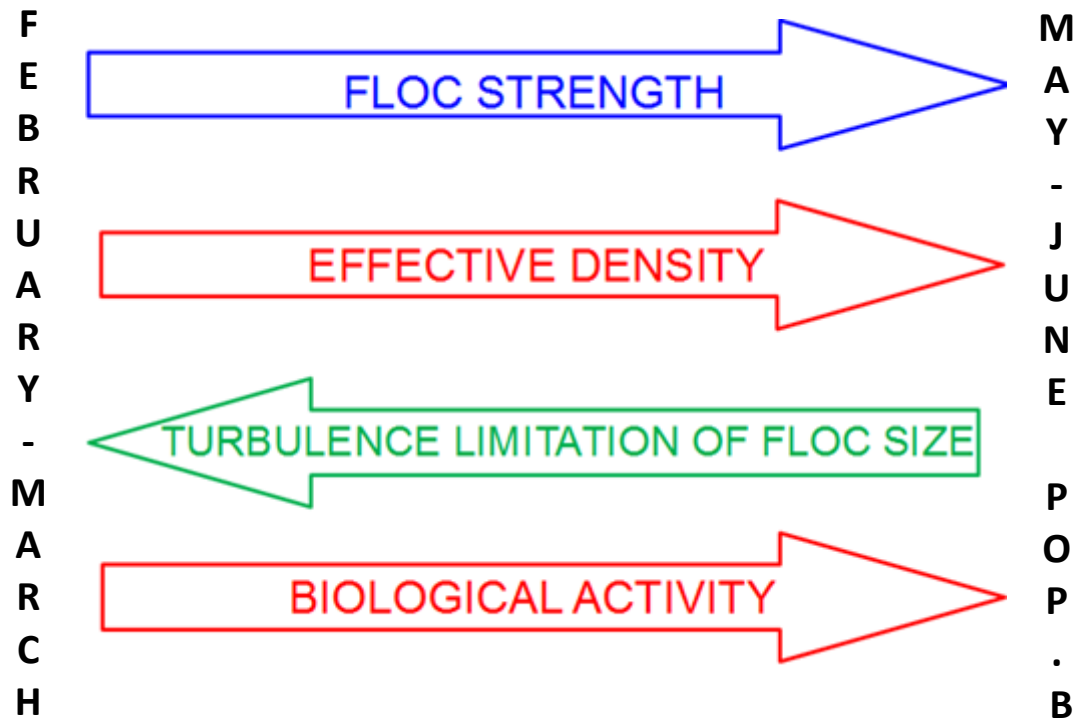 FEBRUARY-MARCH
FLOC STRENGTH
EFFECTIVE DENSITY
TURBULENCE LIMITATION OF FLOC SIZE
BIOLOGICAL ACTIVITY
MAY-JUNE POP.B